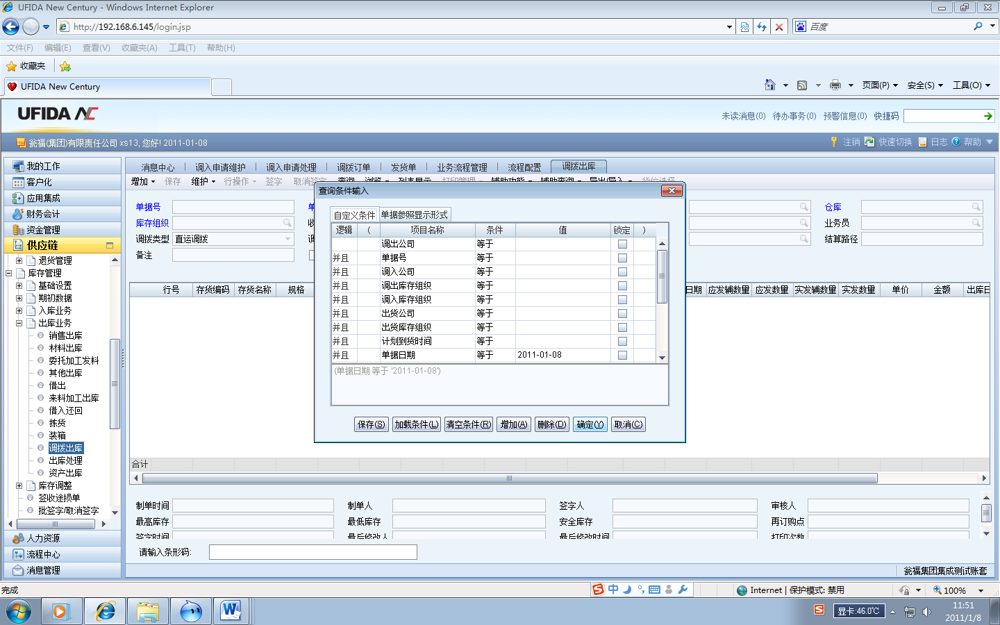 UFIDA New Century - Windows Internet Explorer
http://192.168.6.145/login.jsp
百度
文件(F) 编辑(E) 查看(V) 收藏夹(A) 工具(T) 帮助(H)
收藏夹
UFIDA New Century
页面(P) 安全(S) 工具(O)
UFIDA NC
未读消息(0) 待办事务(0) 预警信息(0) 快捷码
瓮福(集团)有限责任公司 xs13, 您好! 2011-01-08
注销 快速切换 日志 帮助
我的工作
客户化
应用集成
财务会计
资金管理
供应链
退货管理
库存管理
基础设置
期初数据
入库业务
出库业务
销售出库
材料出库
委托加工发料
其他出库
借出
来料加工出库
借入还回
拣货
装箱
调拨出库
出库处理
资产出库
库存调整
签收途损单
批签字/取消签字
人力资源
流程中心
消息管理
消息中心 调入申请维护 调入申请处理 调拨订单 发货单 业务流程管理 流程配置 调拨出库
增加 保存 维护 行操作 签字 取消签字 查询 浏览 列表显示 打印管理 辅助功能 辅助查询 导出/导入 货位选择
单据号 仓库
库存组织 业务员
调拨类型 直运调拨 结算路径
备注
行号 存货编码 存货名称 规格 日期 应发辅数量 应发数量 实发辅数量 实发数量 单价 金额 出库日
查询条件输入
自定义条件 单据参照显示形式
逻辑 ( 项目名称 条件 值 锁定 )
调出公司 等于
并且 单据号 等于
并且 调入公司 等于
并且 调出库存组织 等于
并且 调入库存组织 等于
并且 出货公司 等于
并且 出货库存组织 等于
并且 计划到货时间 等于
并且 单据日期 等于 2011-01-08
(单据日期 等于 '2011-01-08')
保存(S) 加载条件(L) 清空条件(R) 增加(A) 删除(D) 确定(Y) 取消(C)
合计
制单时间 制单人 签字人 审核人
最高库存 最低库存 安全库存 再订购点
签字时间 最后修改人 最后修改时间 打印次数
请输入条形码:
瓮福集团集成测试账套
完成
中
Internet | 保护模式: 禁用
100%
显卡:46.0℃
11:51
2011/1/8